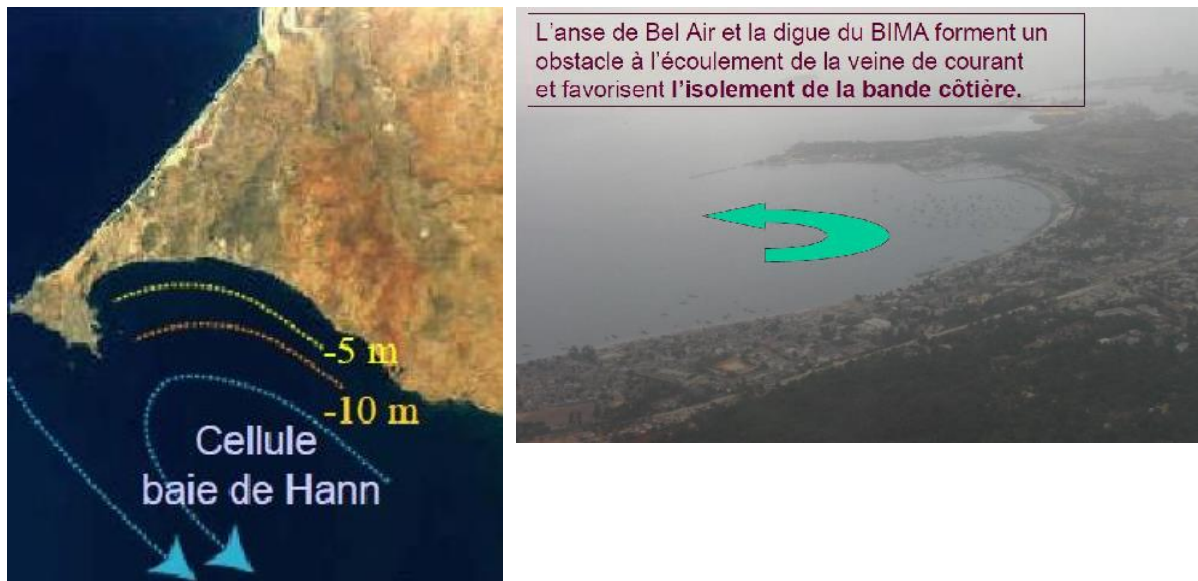 -5 m
-10 m
Cellule
baie de Hann
L'anse de Bel Air et la digue du BIMA forment un
obstacle à l'écoulement de la veine de courant
et favorisent l'isolement de la bande côtière.